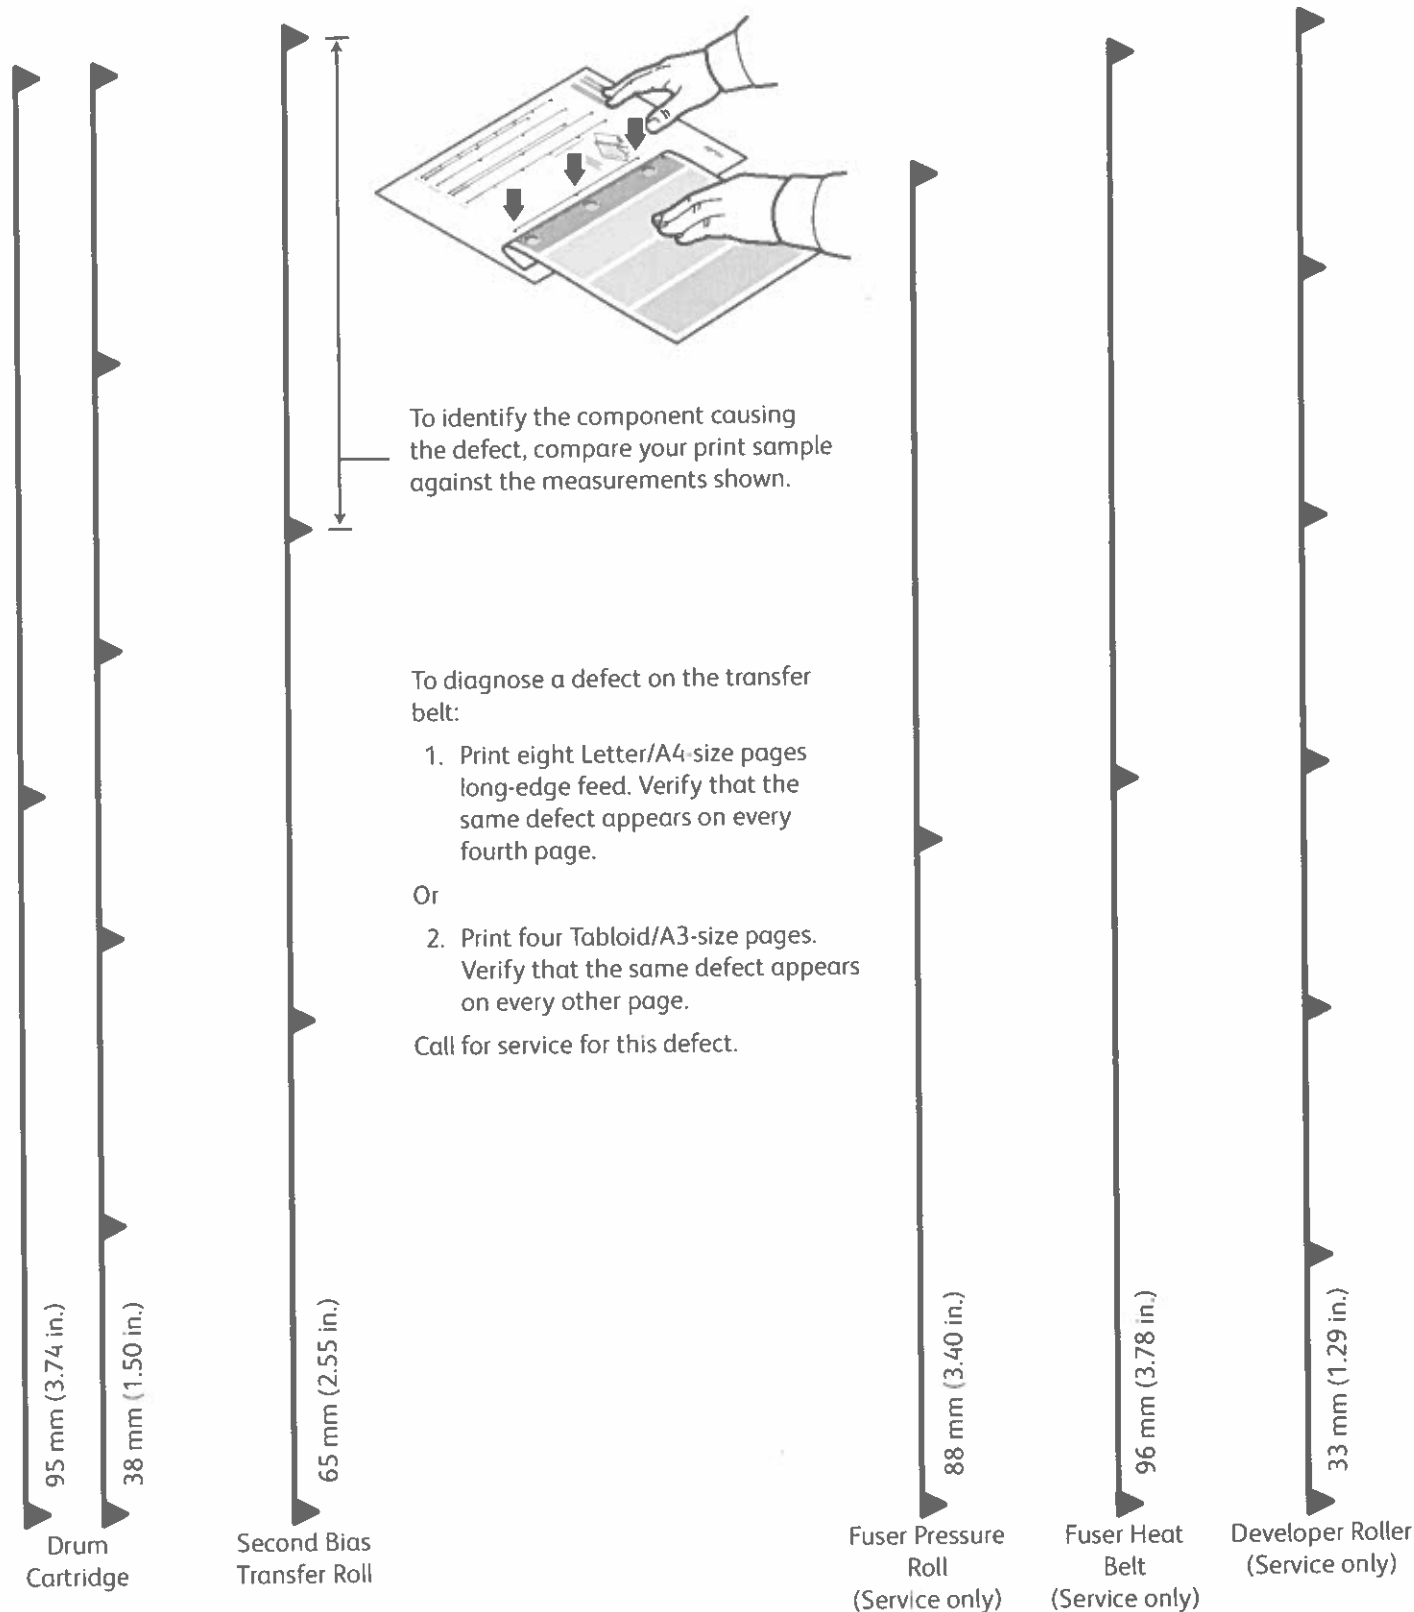 To identify the component causing
the defect, compare your print sample
against the measurements shown.
To diagnose a defect on the transfer
belt:
1. Print eight Letter/A4-size pages
long-edge feed. Verify that the
same defect appears on every
fourth page.
Or
2. Print four Tabloid/A3-size pages.
Verify that the same defect appears
on every other page.
Call for service for this defect.
95 mm (3.74 in.)
38 mm (1.50 in.)
65 mm (2.55 in.)
88 mm (3.40 in.)
96 mm (3.78 in.)
33 mm (1.29 in.)
Drum
Cartridge
Second Bias
Transfer Roll
Fuser Pressure
Roll
(Service only)
Fuser Heat
Belt
(Service only)
Developer Roller
(Service only)